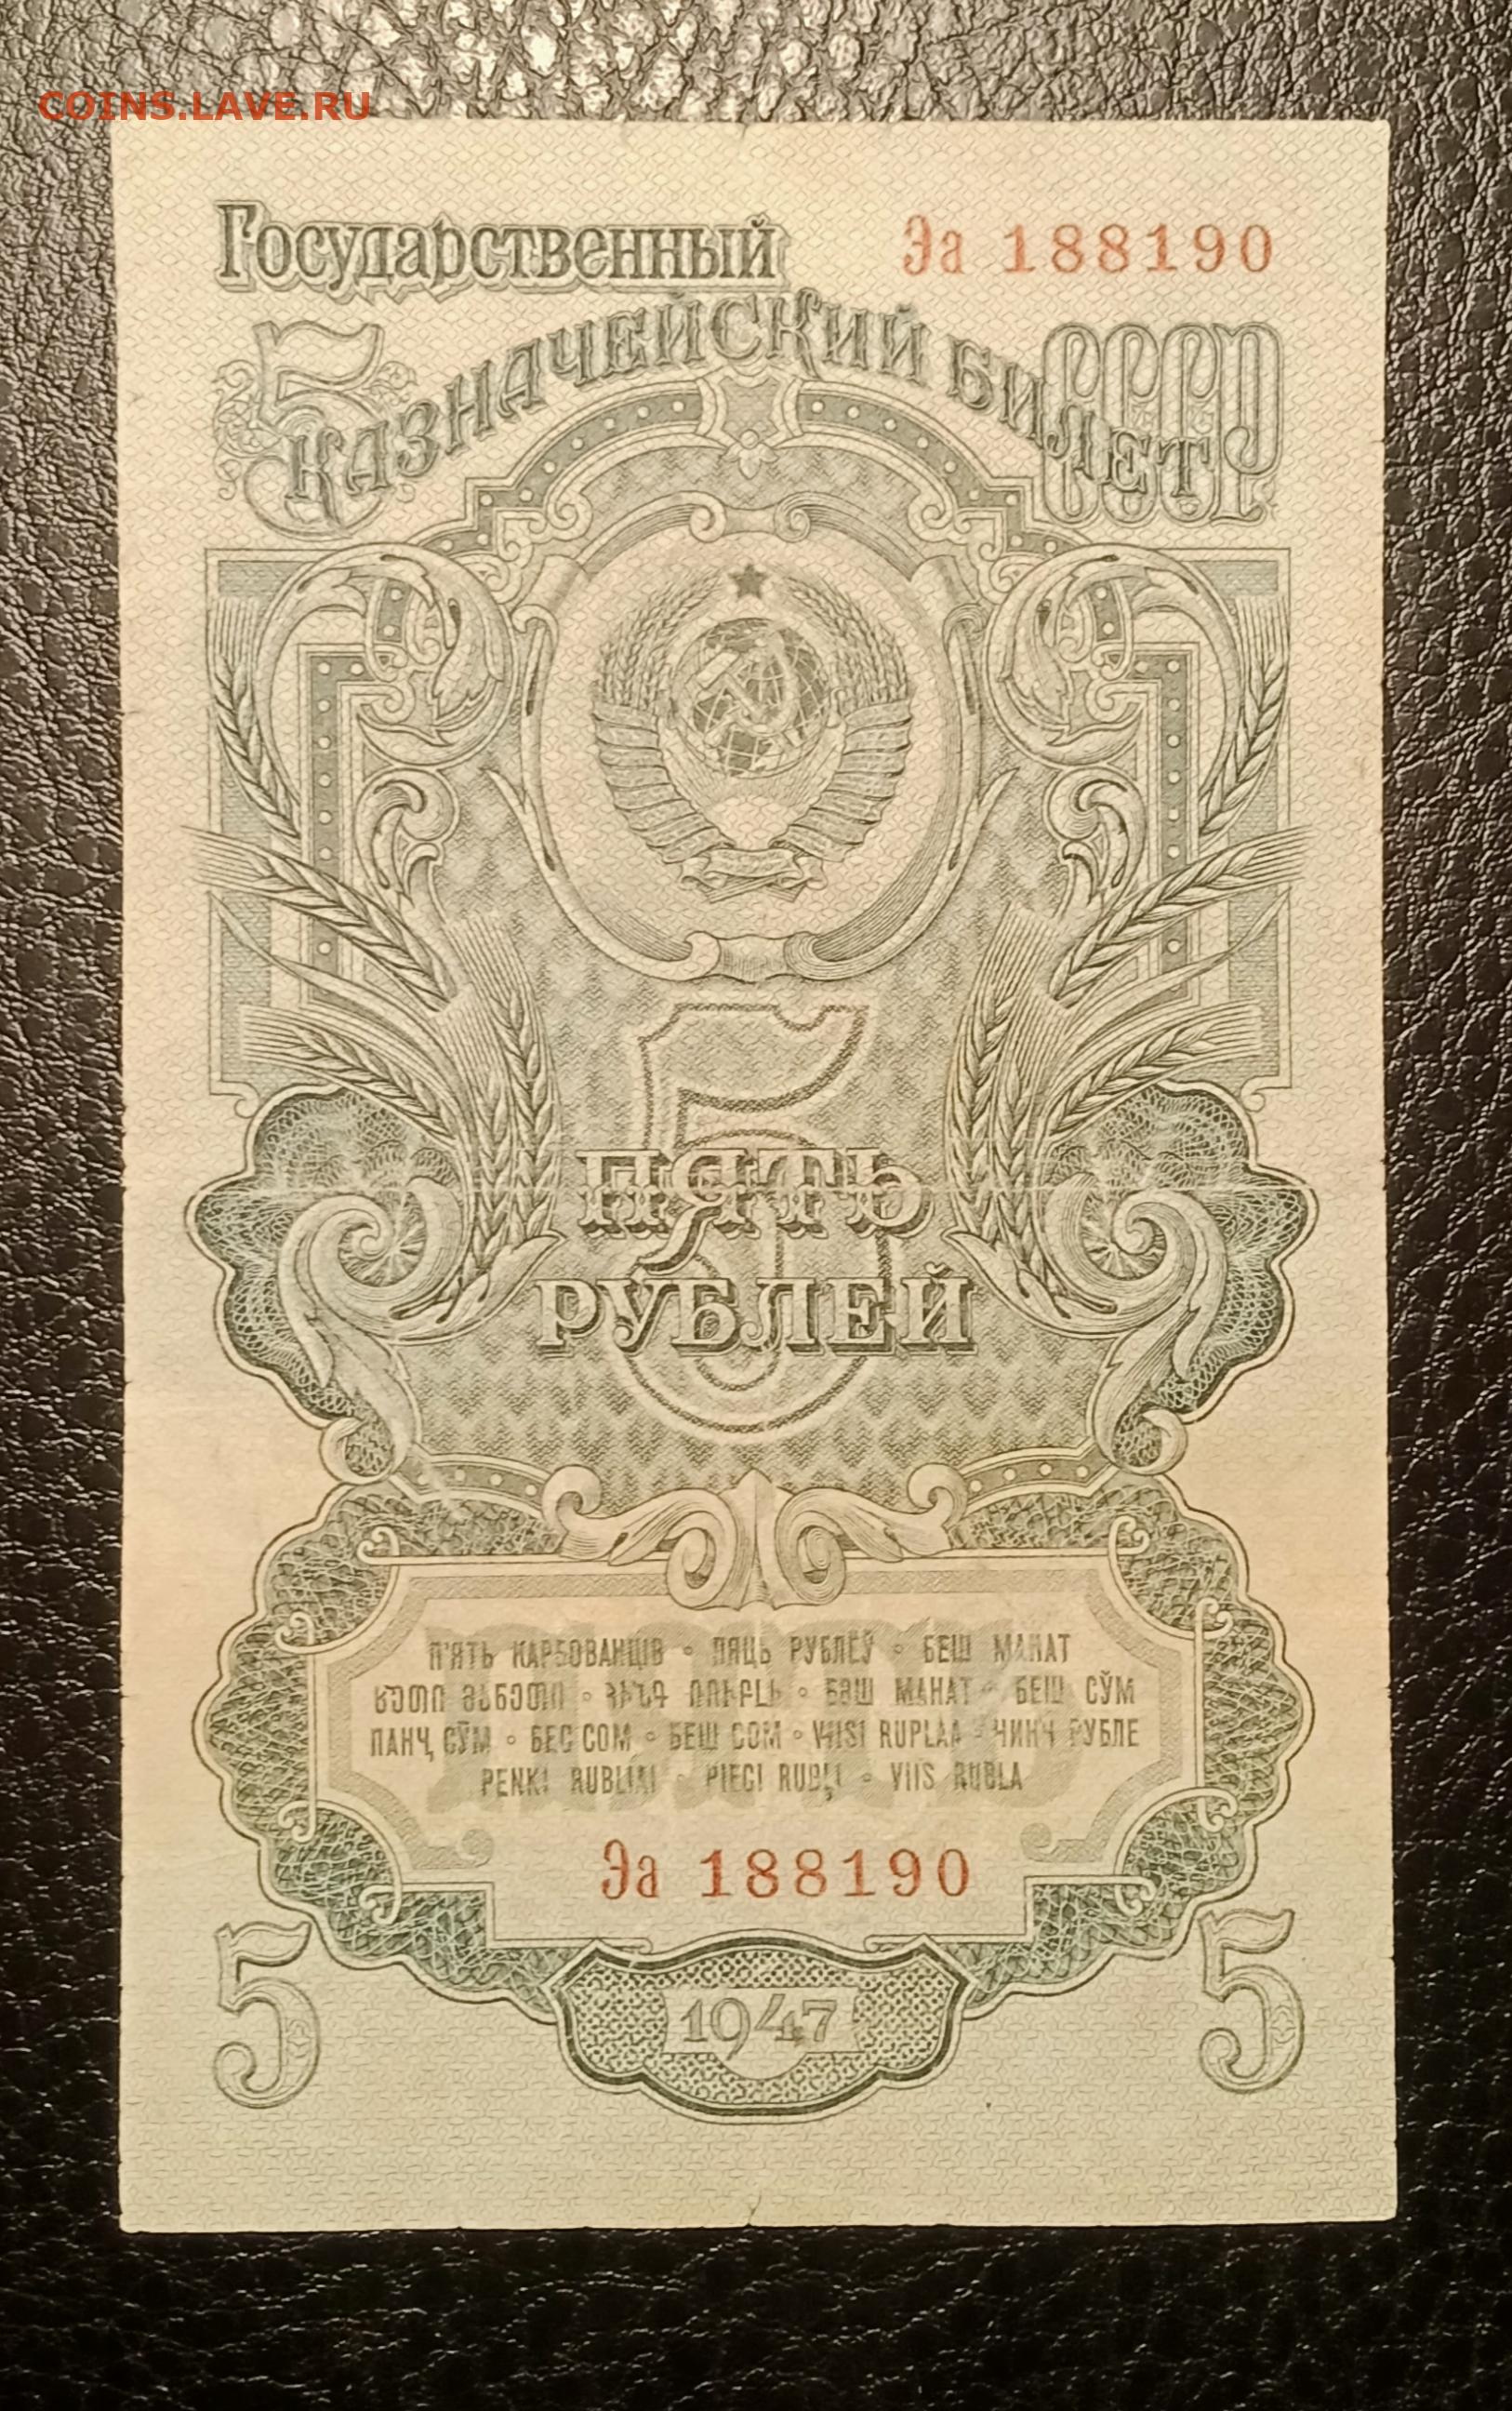 COINS.LAVE.RU
Государственный
Эа 188190
5 КАЗНАЧЕЙСКИЙ БИЛЕТ СССР
5
ПЯТЬ
РУБЛЕЙ
П'ЯТЬ КАРБОВАНЦІВ • ПЯЦЬ РУБЛЁЎ • БЕШ МАНАТ
ᲮᲣᲗᲘ ᲛᲐᲜᲔᲗᲘ • ՀԻՆԳ ՌՈՒԲԼԻ • БЕШ МАНАТ • БЕШ СЎМ
ПАНҶ СӮМ • БЕС СОМ • БЕШ СОМ • VIISI RUPLAA • ЧИНЧ РУБЛЕ
PENKI RUBLIAI • PIECI RUBĻI • VIIS RUBLA
Эа 188190
5 1947 5